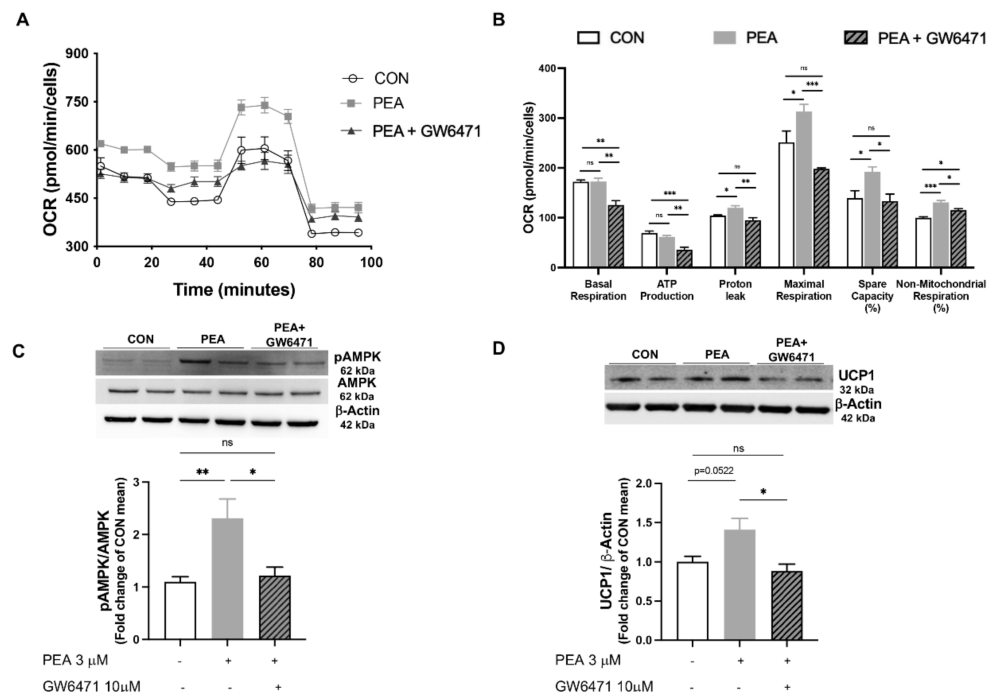 A
900
750
600
450
300
OCR (pmol/min/cells)
0
20
40
60
80
100
Time (minutes)
CON
PEA
PEA + GW6471
B
CON
PEA
PEA + GW6471
400
300
200
100
0
OCR (pmol/min/cells)
**
ns
**
***
ns
**
ns
*
**
ns
*
***
ns
*
*
*
***
*
Basal
Respiration
ATP
Production
Proton
leak
Maximal
Respiration
Spare
Capacity
(%)
Non-Mitochondrial
Respiration
(%)
C
CON
PEA
PEA+
GW6471
pAMPK
62 kDa
AMPK
62 kDa
β-Actin
42 kDa
ns
**
*
3
2
1
0
pAMPK/AMPK
(Fold change of CON mean)
PEA 3 μM
-
+
+
GW6471 10μM
-
-
+
D
CON
PEA
PEA+
GW6471
UCP1
32 kDa
β-Actin
42 kDa
ns
p=0.0522
*
2.0
1.5
1.0
0.5
0.0
UCP1/ β-Actin
(Fold change of CON mean)
PEA 3 μM
-
+
+
GW6471 10μM
-
-
+